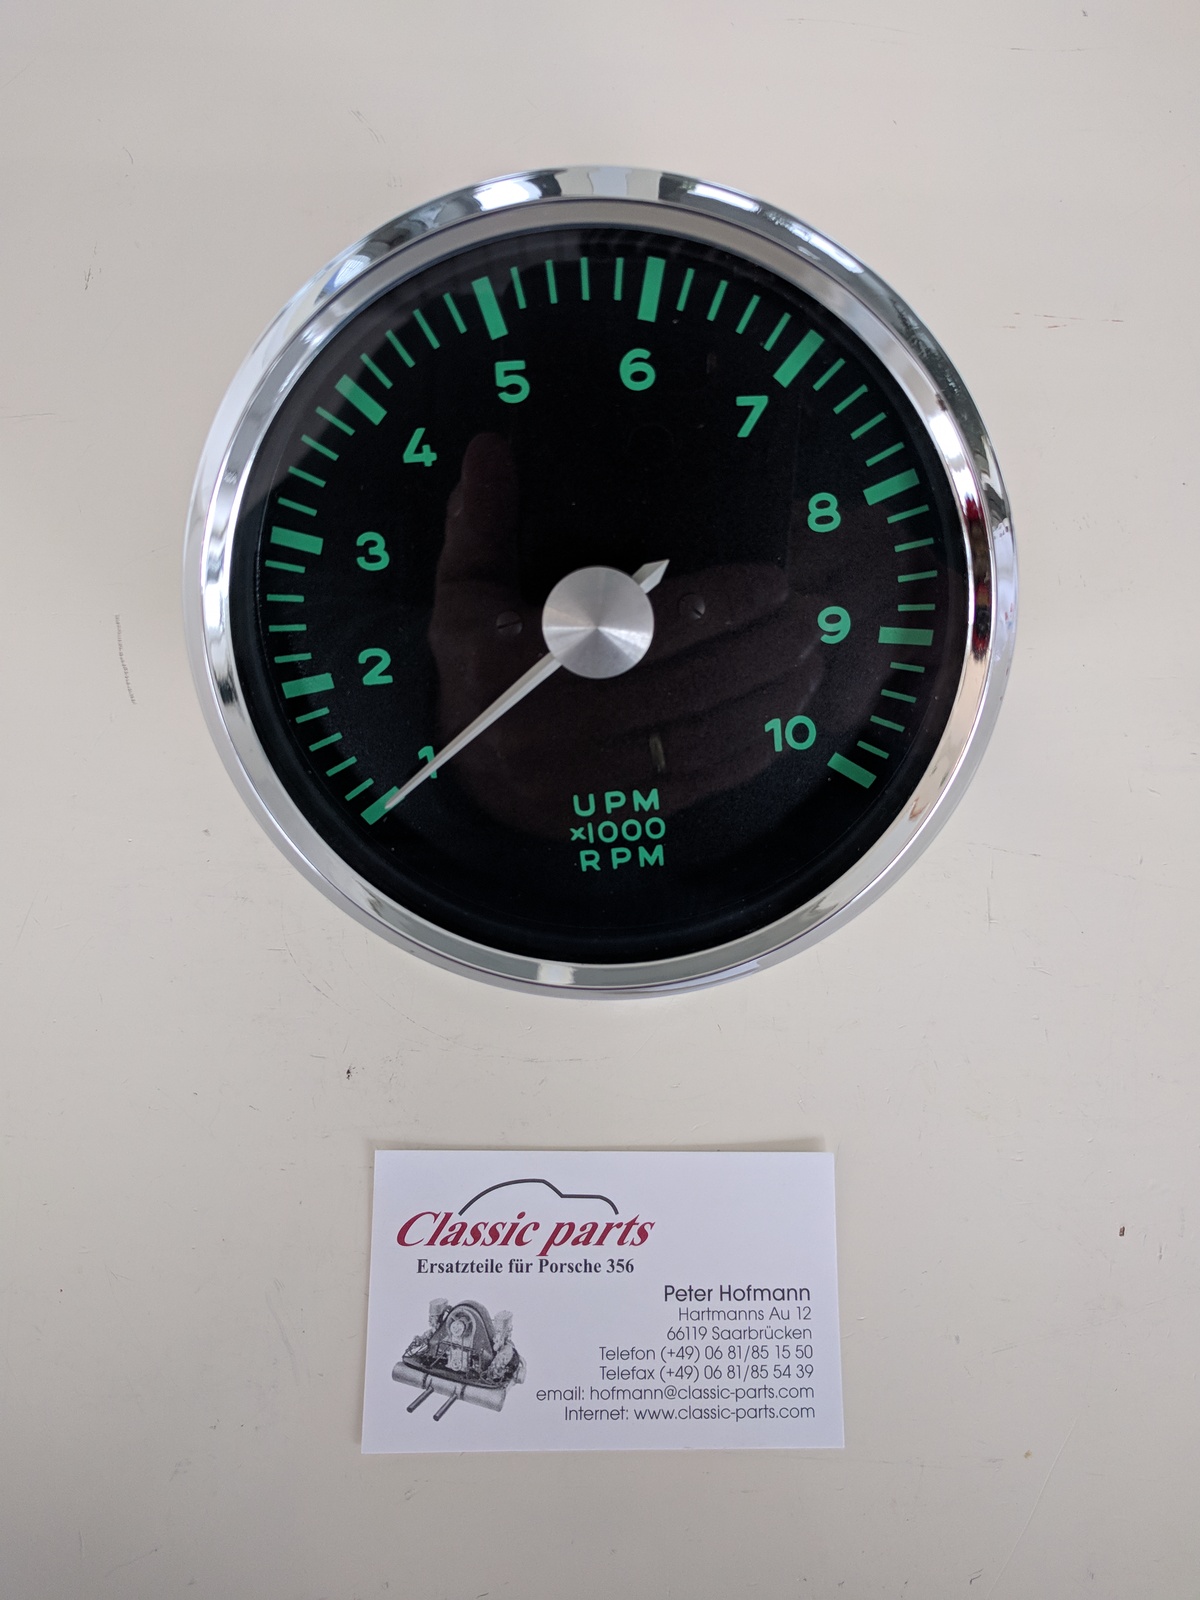 1
2
3
4
5
6
7
8
9
10
UPM
x1000
RPM
Classic parts
Ersatzteile für Porsche 356
Peter Hofmann
Hartmanns Au 12
66119 Saarbrücken
Telefon (+49) 06 81/85 15 50
Telefax (+49) 06 81/85 54 39
email: hofmann@classic-parts.com
Internet: www.classic-parts.com